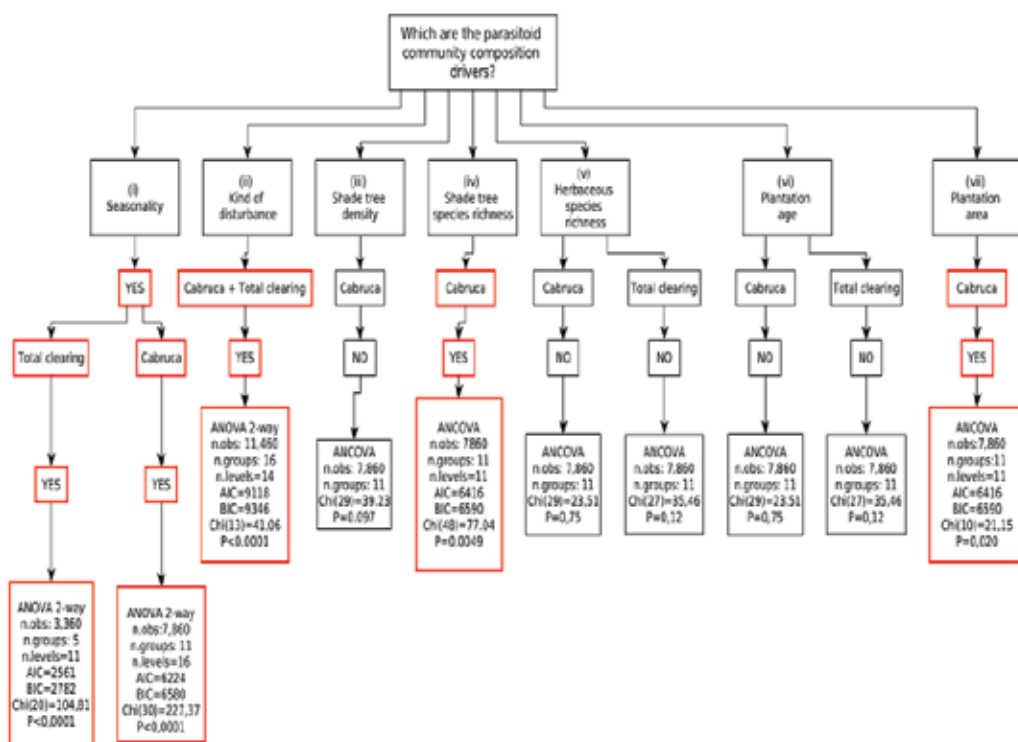 Which are the parasitoid
community composition
drivers?
(i)
Seasonality
(ii)
Kind of
disturbance
(iii)
Shade tree
density
(iv)
Shade tree
species richness
(v)
Herbaceous
species
richness
(vi)
Plantation
age
(vii)
Plantation
area
YES
Cabruca + Total clearing
Cabruca
Cabruca
Cabruca
Total clearing
Cabruca
Total clearing
Cabruca
Total clearing
Cabruca
YES
NO
YES
NO
NO
NO
NO
YES
YES
YES
ANOVA 2-way
n.obs: 11,460
n.groups: 16
n.levels=14
AIC=9118
BIC=9346
Chi(13)=41,06
P<0.0001
ANCOVA
n.obs: 7,860
n.groups: 11
Chi(29)=39.23
P=0.097
ANCOVA
n.obs: 7860
n.groups: 11
n.levels=11
AIC=6416
BIC=6590
Chi(48)=77.04
P=0.0049
ANCOVA
n.obs: 7,860
n.groups: 11
Chi(29)=23,51
P=0,75
ANCOVA
n.obs: 7,860
n.groups: 11
Chi(27)=35,46
P=0,12
ANCOVA
n.obs: 7,860
n.groups: 11
Chi(29)=23.51
P=0,75
ANCOVA
n.obs: 7,860
n.groups: 11
Chi(27)=35.46
P=0,12
ANCOVA
n.obs:7,860
n.groups:11
n.levels=11
AIC=6416
BIC=6590
Chi(10)=21,15
P=0,020
ANOVA 2-way
n.obs: 3,360
n.groups: 5
n.levels=11
AIC=2561
BIC=2782
Chi(20)=104,81
P<0,0001
ANOVA 2-way
n.obs:7,860
n.groups: 11
n.levels=16
AIC=6224
BIC=6580
Chi(30)=227,37
P<0,0001